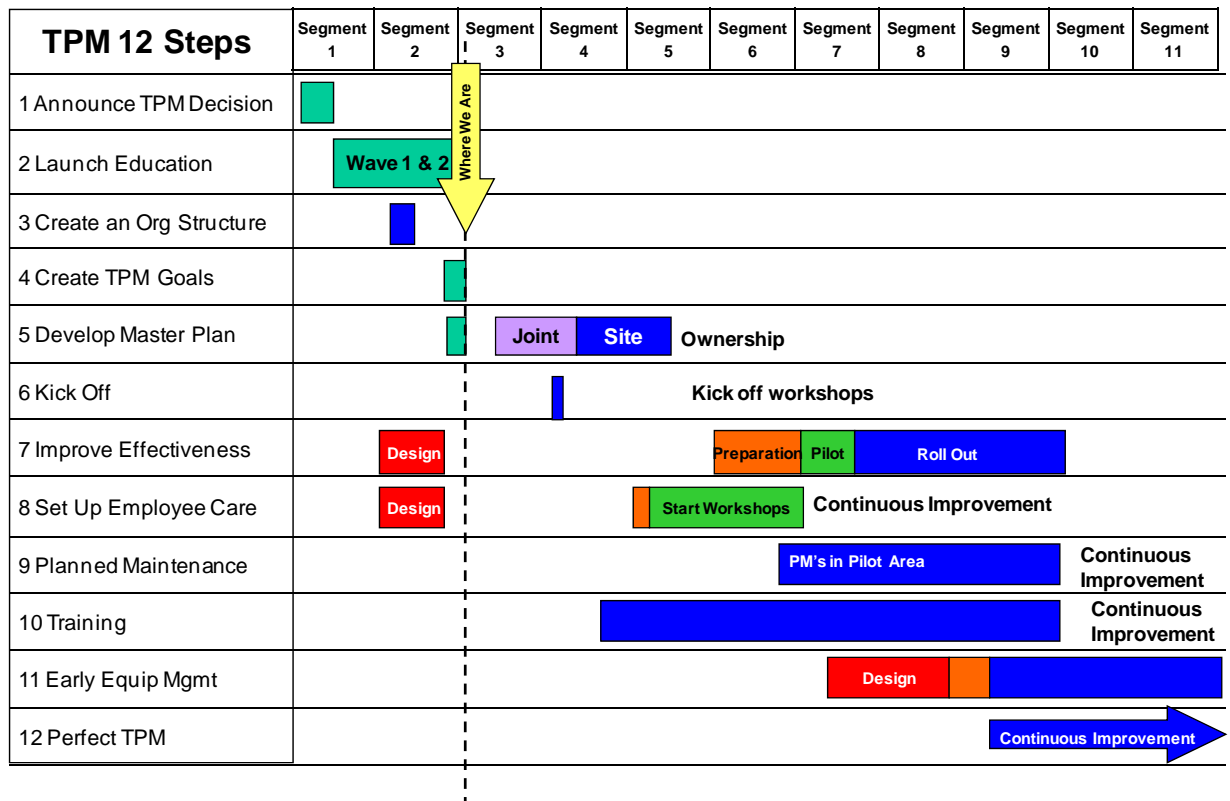 TPM 12 Steps
Segment 1
Segment 2
Segment 3
Segment 4
Segment 5
Segment 6
Segment 7
Segment 8
Segment 9
Segment 10
Segment 11
Where We Are
1 Announce TPM Decision
2 Launch Education
Wave 1 & 2
3 Create an Org Structure
4 Create TPM Goals
5 Develop Master Plan
Joint
Site
Ownership
6 Kick Off
Kick off workshops
7 Improve Effectiveness
Design
Preparation
Pilot
Roll Out
8 Set Up Employee Care
Design
Start Workshops
Continuous Improvement
9 Planned Maintenance
PM's in Pilot Area
Continuous
Improvement
10 Training
Continuous
Improvement
11 Early Equip Mgmt
Design
12 Perfect TPM
Continuous Improvement